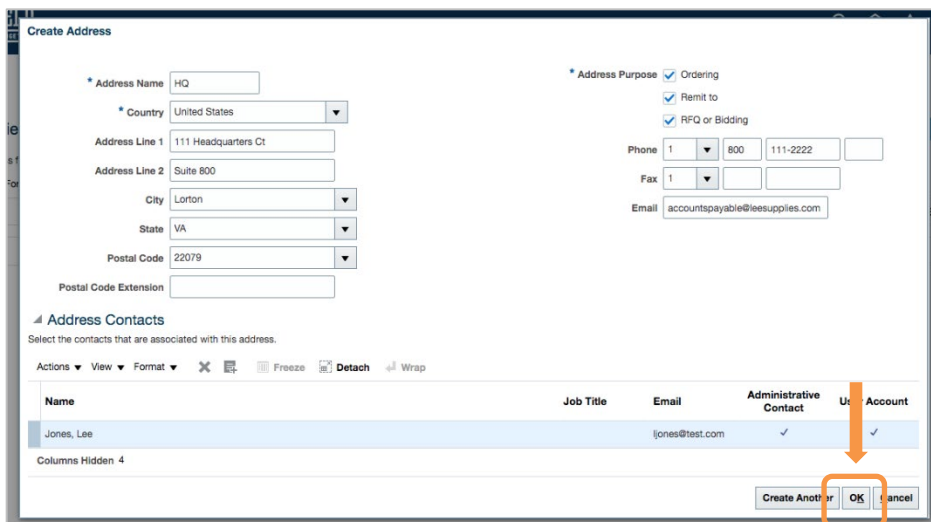 Create Address
* Address Name HQ
* Country United States
Address Line 1 111 Headquarters Ct
Address Line 2 Suite 800
City Lorton
State VA
Postal Code 22079
Postal Code Extension
* Address Purpose Ordering
Remit to
RFQ or Bidding
Phone 1 800 111-2222
Fax 1
Email accountspayable@leesupplies.com
Address Contacts
Select the contacts that are associated with this address.
Actions View Format Freeze Detach Wrap
Name Job Title Email Administrative Contact User Account
Jones, Lee ljones@test.com
Columns Hidden 4
Create Another OK Cancel